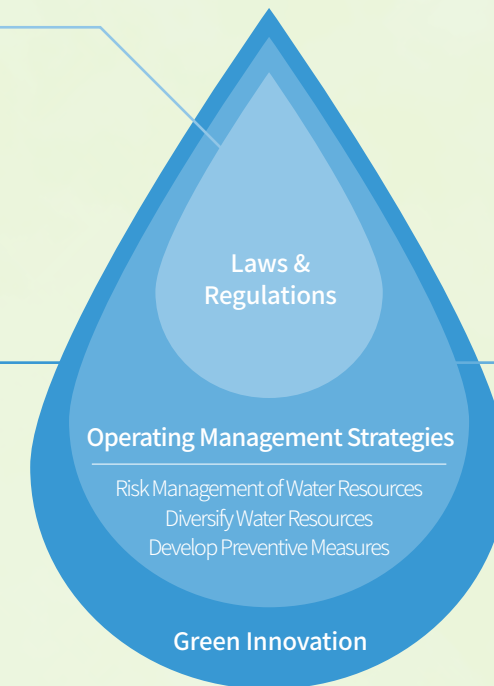 Laws &
Regulations
Operating Management Strategies
Risk Management of Water Resources
Diversify Water Resources
Develop Preventive Measures
Green Innovation